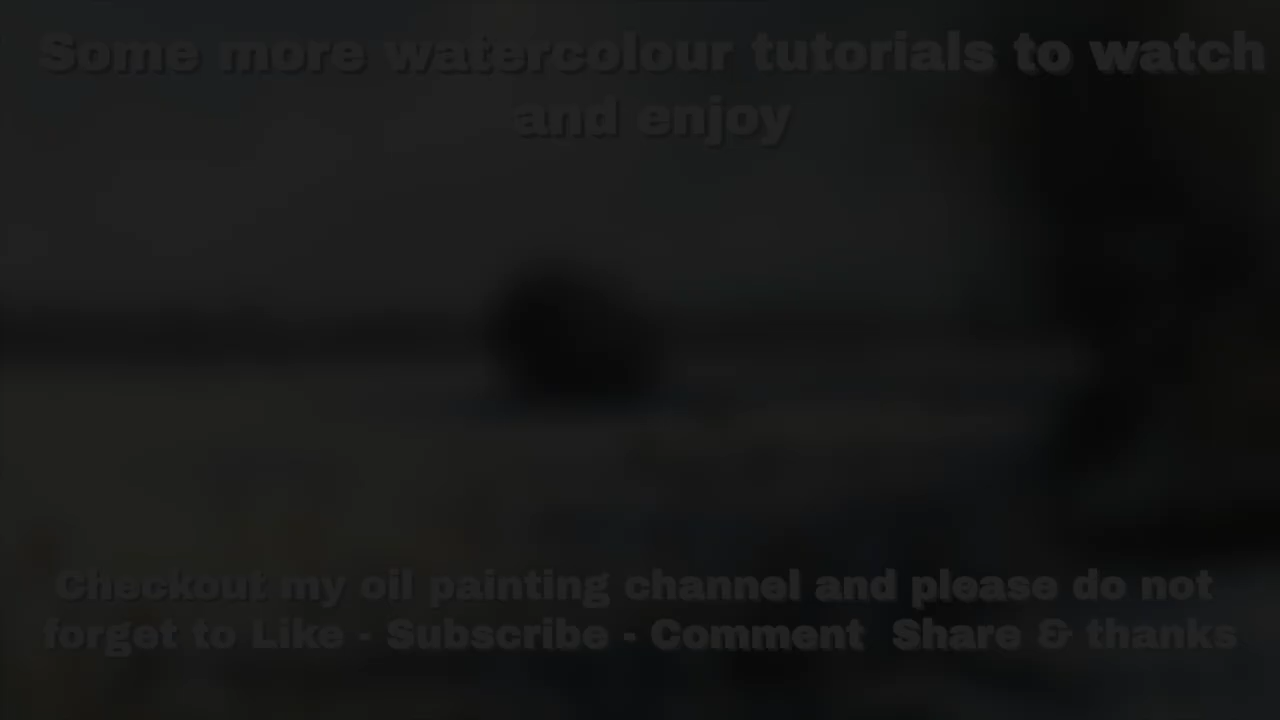 Some more watercolour tutorials to watch
and enjoy
Checkout my oil painting channel and please do not
forget to Like - Subscribe - Comment  Share & thanks